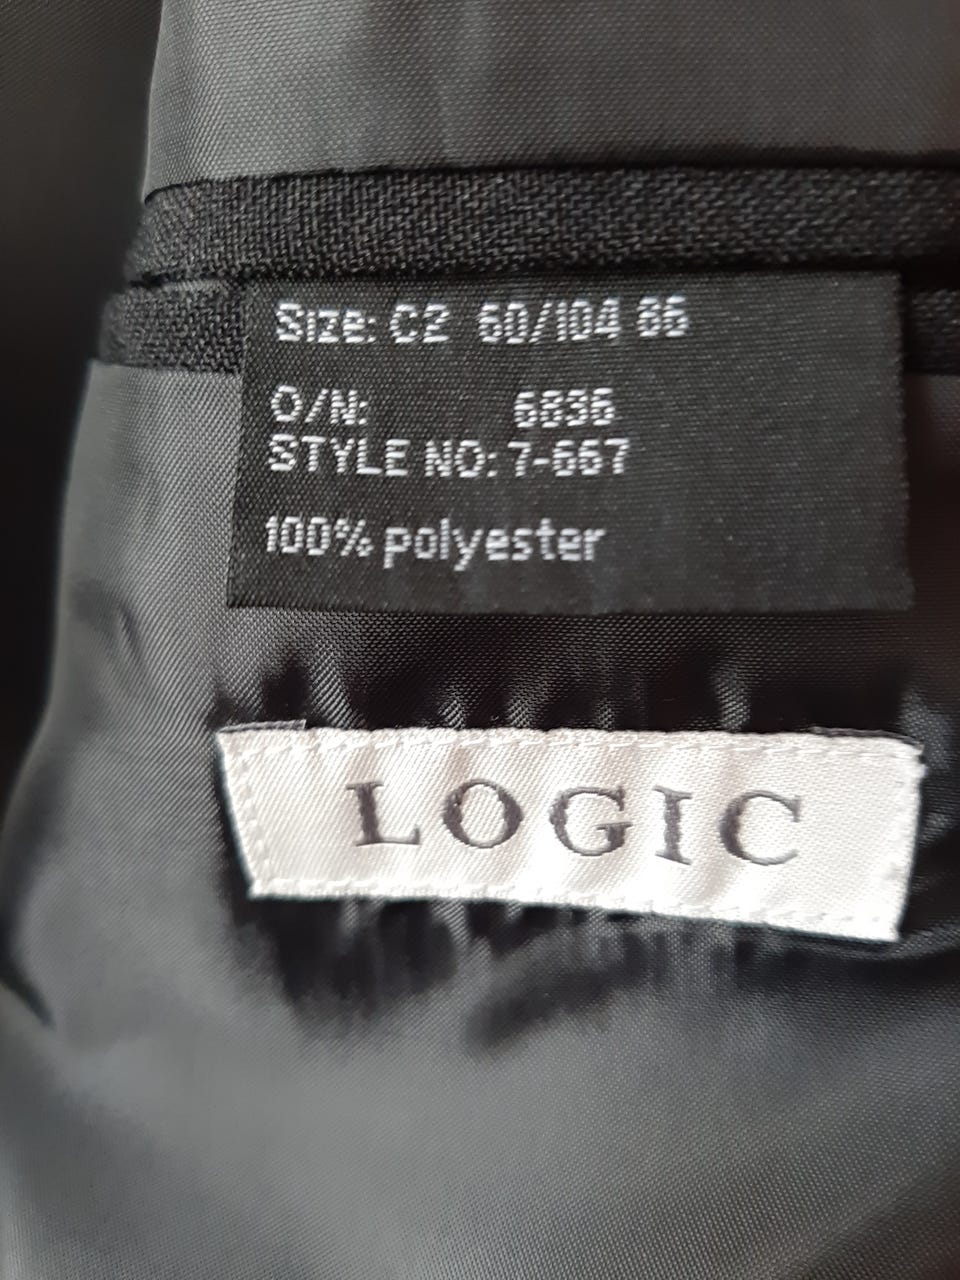 Size: C2 60/104 86
O/N: 6836
STYLE NO: 7-667
100% polyester
LOGIC